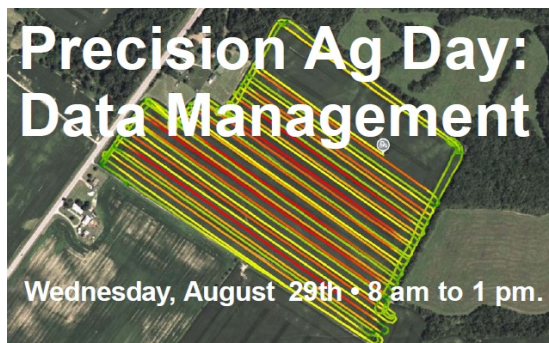 Precision Ag Day:
Data Management
Wednesday, August 29th • 8 am to 1 pm.